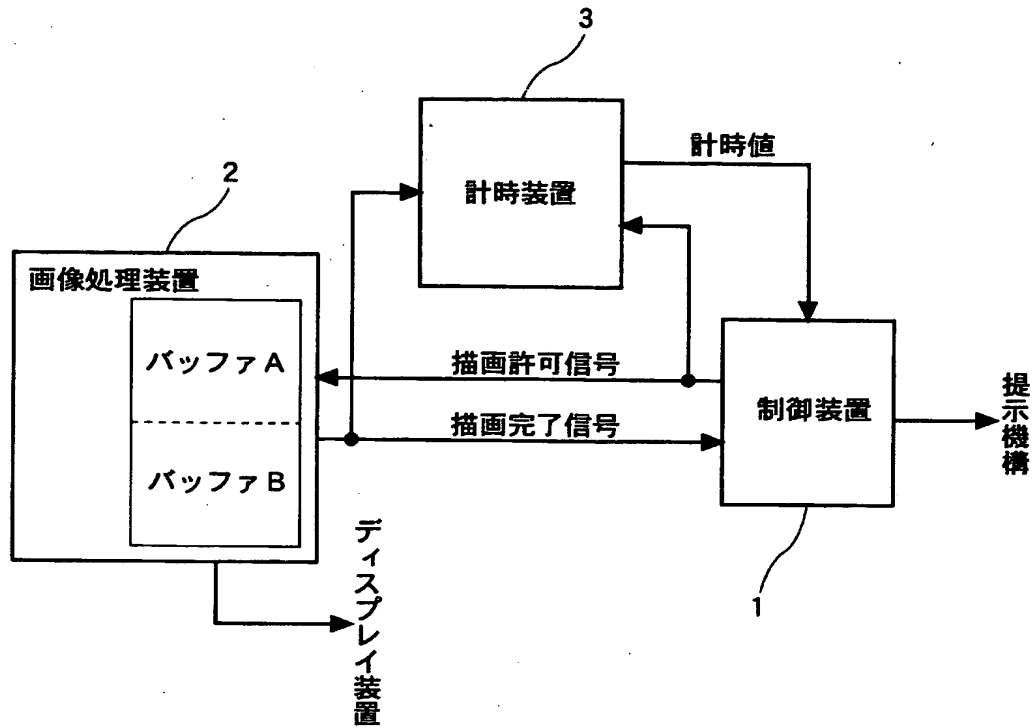 3
計時値
計時装置
2
画像処理装置
バッファA
描画許可信号
制御装置
提示機構
描画完了信号
バッファB
ディスプレイ装置
1